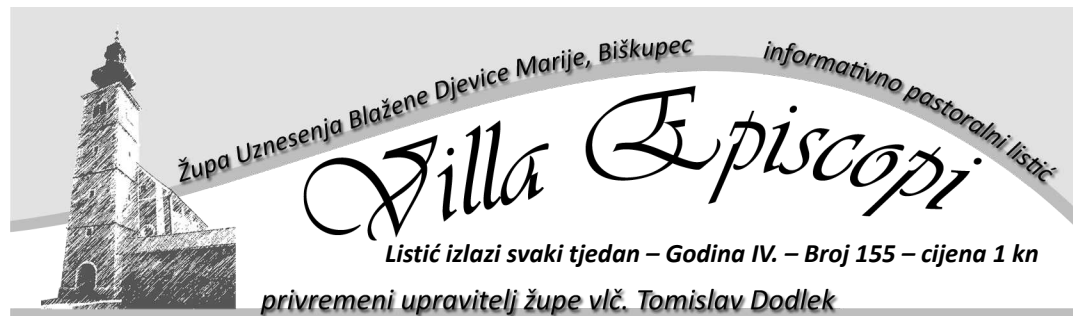 Župa Uznesenja Blažene Djevice Marije, Biškupec
informativno pastoralni listić
Villa Episcopi
Listić izlazi svaki tjedan – Godina IV. – Broj 155 – cijena 1 kn
privremeni upravitelj župe vlč. Tomislav Dodlek